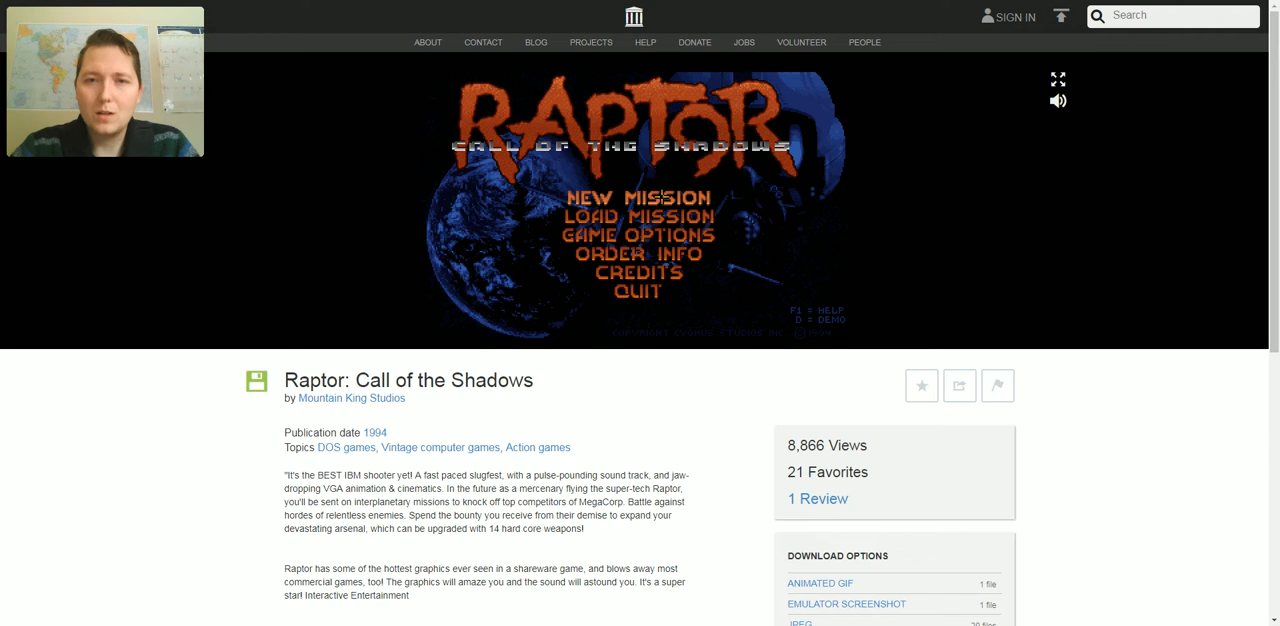 SIGN IN
Search
ABOUT CONTACT BLOG PROJECTS HELP DONATE JOBS VOLUNTEER PEOPLE
RAPTOR
CALL OF THE SHADOWS
NEW MISSION
LOAD MISSION
GAME OPTIONS
ORDER INFO
CREDITS
QUIT
F1 = HELP
D = DEMO
COPYRIGHT CYGNUS STUDIOS INC © 1994
Raptor: Call of the Shadows
by Mountain King Studios
Publication date 1994
Topics DOS games, Vintage computer games, Action games
"It's the BEST IBM shooter yet! A fast paced slugfest, with a pulse-pounding sound track, and jaw-
dropping VGA animation & cinematics. In the future as a mercenary flying the super-tech Raptor,
you'll be sent on interplanetary missions to knock off top competitors of MegaCorp. Battle against
hordes of relentless enemies. Spend the bounty you receive from their demise to expand your
devastating arsenal, which can be upgraded with 14 hard core weapons!
Raptor has some of the hottest graphics ever seen in a shareware game, and blows away most
commercial games, too! The graphics will amaze you and the sound will astound you. It's a super
star! Interactive Entertainment
8,866 Views
21 Favorites
1 Review
DOWNLOAD OPTIONS
ANIMATED GIF 1 file
EMULATOR SCREENSHOT 1 file
JPEG files